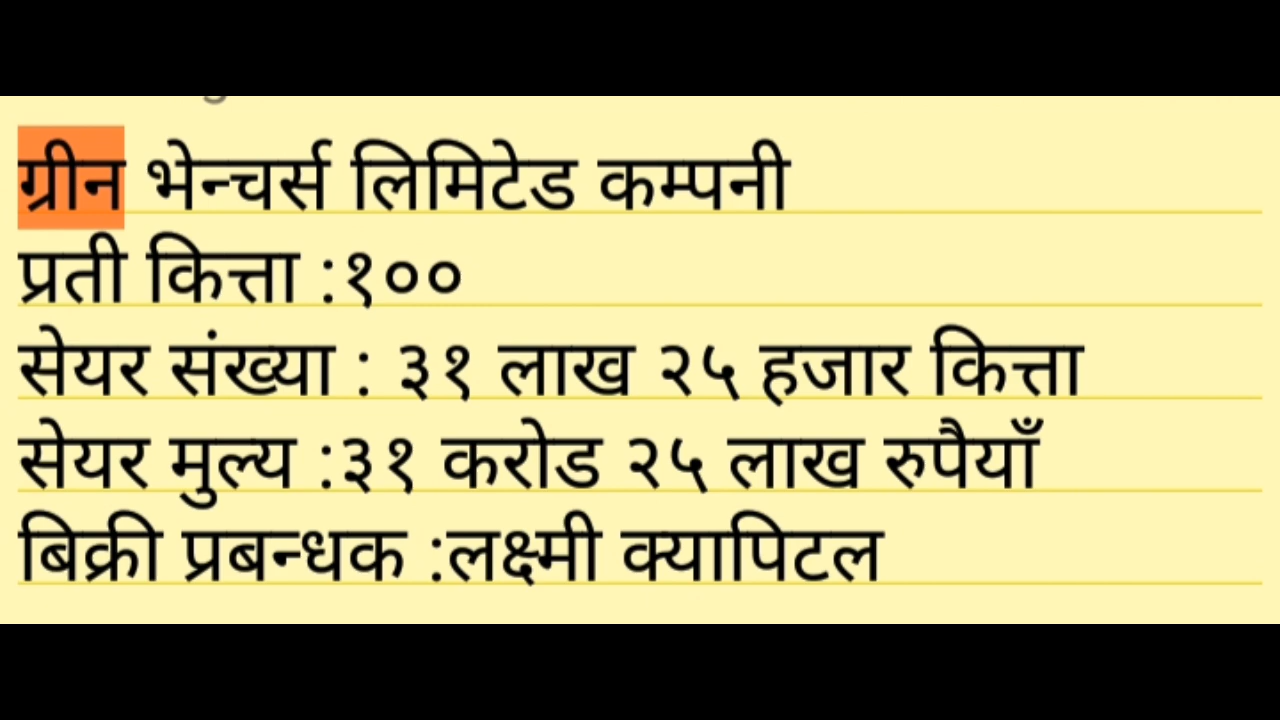 ग्रीन भेन्चर्स लिमिटेड कम्पनी
प्रती कित्ता :१००
सेयर संख्या : ३१ लाख २५ हजार कित्ता
सेयर मुल्य :३१ करोड २५ लाख रुपैयाँ
बिक्री प्रबन्धक :लक्ष्मी क्यापिटल